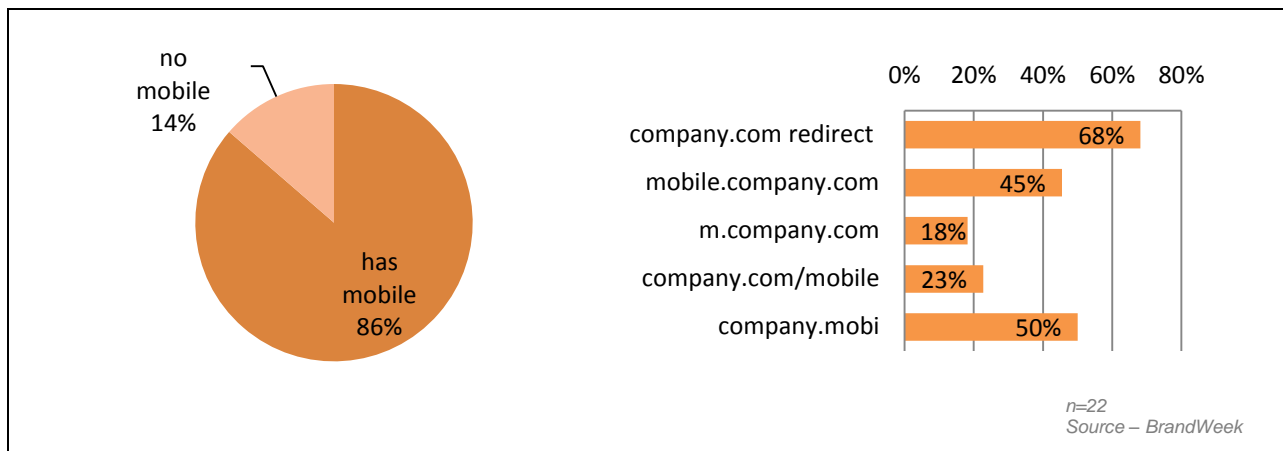 no
mobile
14%
has
mobile
86%
0% 20% 40% 60% 80%
company.com redirect 68%
mobile.company.com 45%
m.company.com 18%
company.com/mobile 23%
company.mobi 50%
n=22
Source – BrandWeek